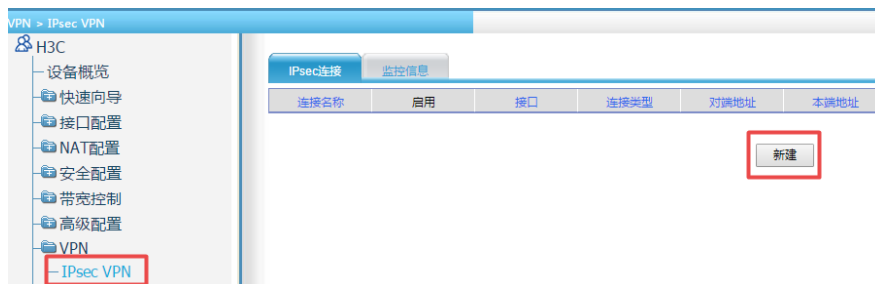 VPN > IPsec VPN
H3C
设备概览
快速向导
接口配置
NAT配置
安全配置
带宽控制
高级配置
VPN
IPsec VPN
IPsec连接 监控信息
连接名称 启用 接口 连接类型 对端地址 本端地址
新建